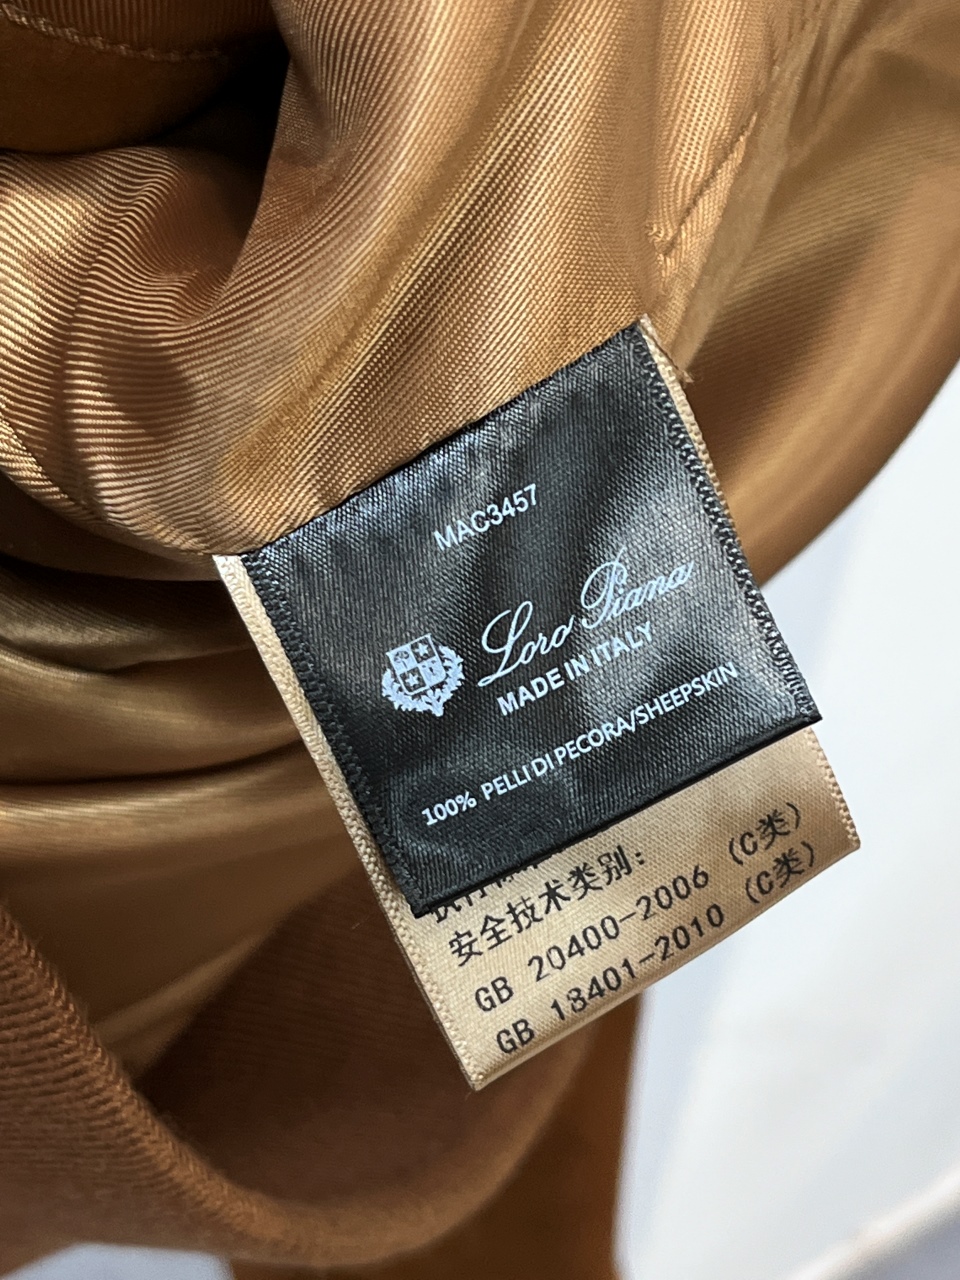 MAC3457
Loro Piana
MADE IN ITALY
100% PELLI DI PECORA/SHEEPSKIN
安全技术类别:
GB 20400-2006 (C类)
GB 18401-2010 (C类)